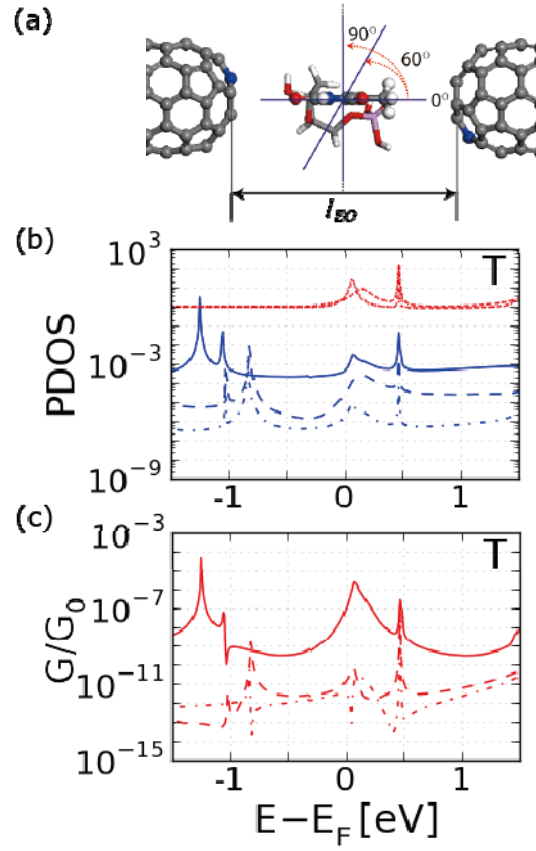 (a)
90°
60°
0°
l_EO
(b)
10^3
T
PDOS
10^-3
10^-9
-1 0 1
(c)
10^-3
T
G/G_0
10^-7
10^-11
10^-15
-1 0 1
E−E_F [eV]